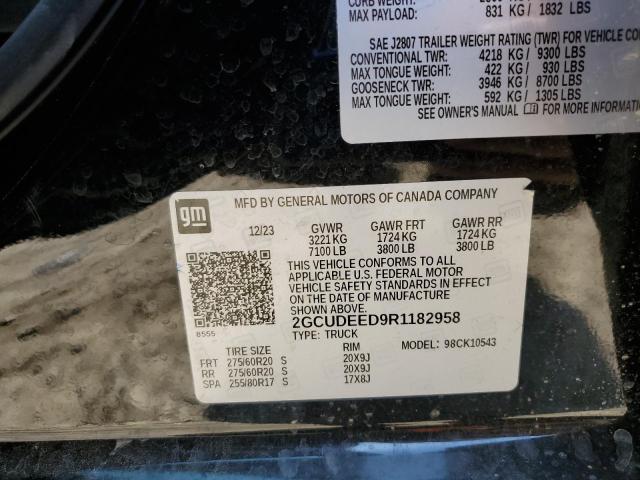 CURB WEIGHT:
MAX PAYLOAD: 831 KG / 1832 LBS
SAE J2807 TRAILER WEIGHT RATING (TWR) FOR VEHICLE
CONVENTIONAL TWR: 4218 KG / 9300 LBS
MAX TONGUE WEIGHT: 422 KG / 930 LBS
GOOSENECK TWR: 3946 KG / 8700 LBS
MAX TONGUE WEIGHT: 592 KG / 1305 LBS
SEE OWNER'S MANUAL FOR MORE
gm
MFD BY GENERAL MOTORS OF CANADA COMPANY
12/23 GVWR GAWR FRT GAWR RR
3221 KG 1724 KG 1724 KG
7100 LB 3800 LB 3800 LB
THIS VEHICLE CONFORMS TO ALL
APPLICABLE U.S. FEDERAL MOTOR
VEHICLE SAFETY STANDARDS IN EFFECT
ON THE DATE OF MANUFACTURE
SHOWN ABOVE.
8555 2GCUDEED9R1182958
TYPE: TRUCK
TIRE SIZE RIM MODEL: 98CK10543
FRT 275/60R20 S 20X9J
RR 275/60R20 S 20X9J
SPA 255/80R17 S 17X8J